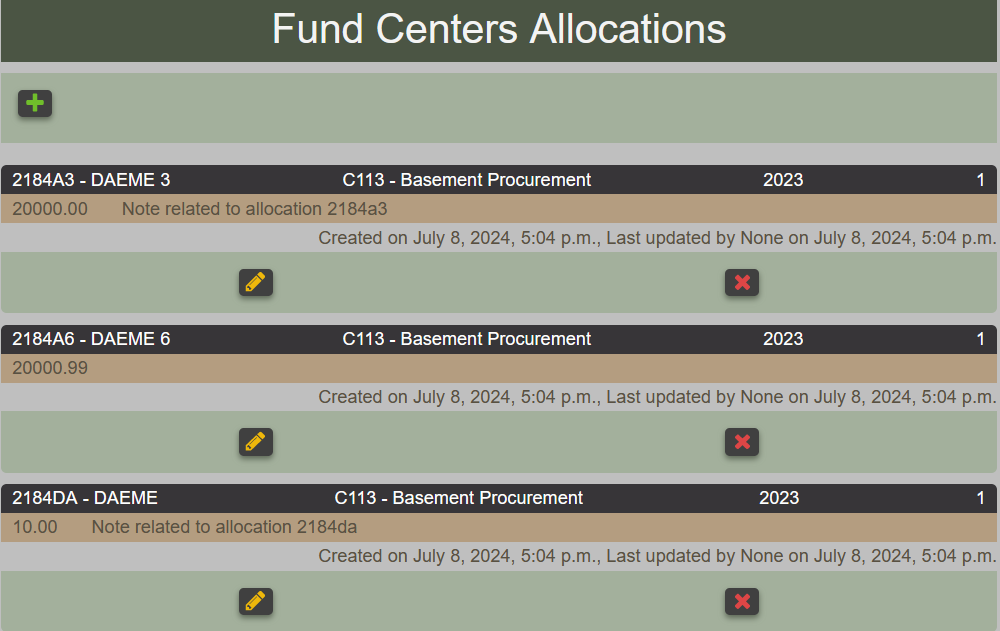 Fund Centers Allocations
2184A3 - DAEME 3 C113 - Basement Procurement 2023 1
20000.00 Note related to allocation 2184a3
Created on July 8, 2024, 5:04 p.m., Last updated by None on July 8, 2024, 5:04 p.m.
2184A6 - DAEME 6 C113 - Basement Procurement 2023 1
20000.99
Created on July 8, 2024, 5:04 p.m., Last updated by None on July 8, 2024, 5:04 p.m.
2184DA - DAEME C113 - Basement Procurement 2023 1
10.00 Note related to allocation 2184da
Created on July 8, 2024, 5:04 p.m., Last updated by None on July 8, 2024, 5:04 p.m.